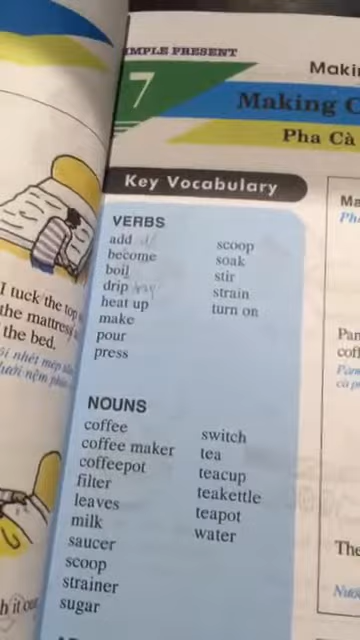 SIMPLE PRESENT
7
Making C
Pha Cà
Key Vocabulary
VERBS
add
become
boil
drip
heat up
make
pour
press
scoop
soak
stir
strain
turn on
NOUNS
coffee
coffee maker
coffeepot
filter
leaves
milk
saucer
scoop
strainer
sugar
switch
tea
teacup
teakettle
teapot
water
I tuck the top
the mattress
the bed.
The